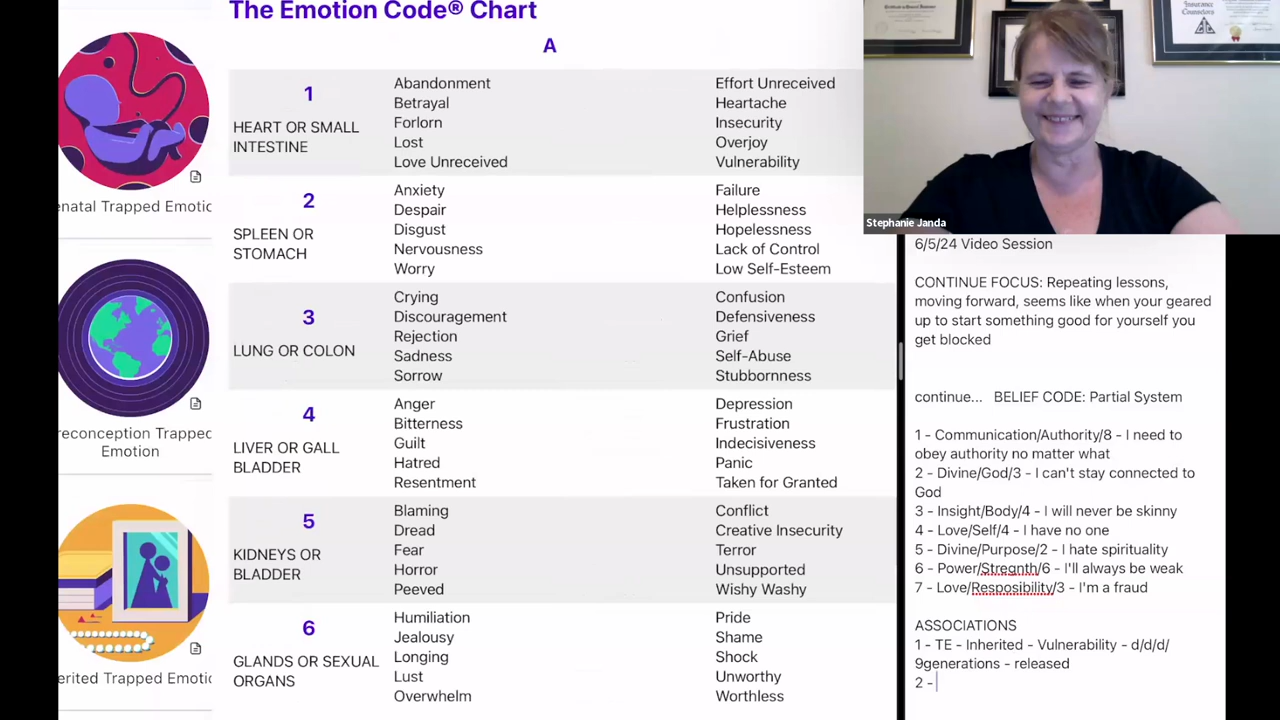 The Emotion Code® Chart
A
1
HEART OR SMALL
INTESTINE
Abandonment
Betrayal
Forlorn
Lost
Love Unreceived
Effort Unreceived
Heartache
Insecurity
Overjoy
Vulnerability
2
SPLEEN OR
STOMACH
Anxiety
Despair
Disgust
Nervousness
Worry
Failure
Helplessness
Hopelessness
Lack of Control
Low Self-Esteem
3
LUNG OR COLON
Crying
Discouragement
Rejection
Sadness
Sorrow
Confusion
Defensiveness
Grief
Self-Abuse
Stubbornness
4
LIVER OR GALL
BLADDER
Anger
Bitterness
Guilt
Hatred
Resentment
Depression
Frustration
Indecisiveness
Panic
Taken for Granted
5
KIDNEYS OR
BLADDER
Blaming
Dread
Fear
Horror
Peeved
Conflict
Creative Insecurity
Terror
Unsupported
Wishy Washy
6
GLANDS OR SEXUAL
ORGANS
Humiliation
Jealousy
Longing
Lust
Overwhelm
Pride
Shame
Shock
Unworthy
Worthless
enatal Trapped Emotic
reconception Trapped
Emotion
erited Trapped Emotic
Insurance
Counselors
Stephanie Janda
6/5/24 Video Session
CONTINUE FOCUS: Repeating lessons,
moving forward, seems like when your geared
up to start something good for yourself you
get blocked
continue... BELIEF CODE: Partial System
1 - Communication/Authority/8 - I need to
obey authority no matter what
2 - Divine/God/3 - I can't stay connected to
God
3 - Insight/Body/4 - I will never be skinny
4 - Love/Self/4 - I have no one
5 - Divine/Purpose/2 - I hate spirituality
6 - Power/Stregnth/6 - I'll always be weak
7 - Love/Resposibility/3 - I'm a fraud
ASSOCIATIONS
1 - TE - Inherited - Vulnerability - d/d/d/
9generations - released
2 -